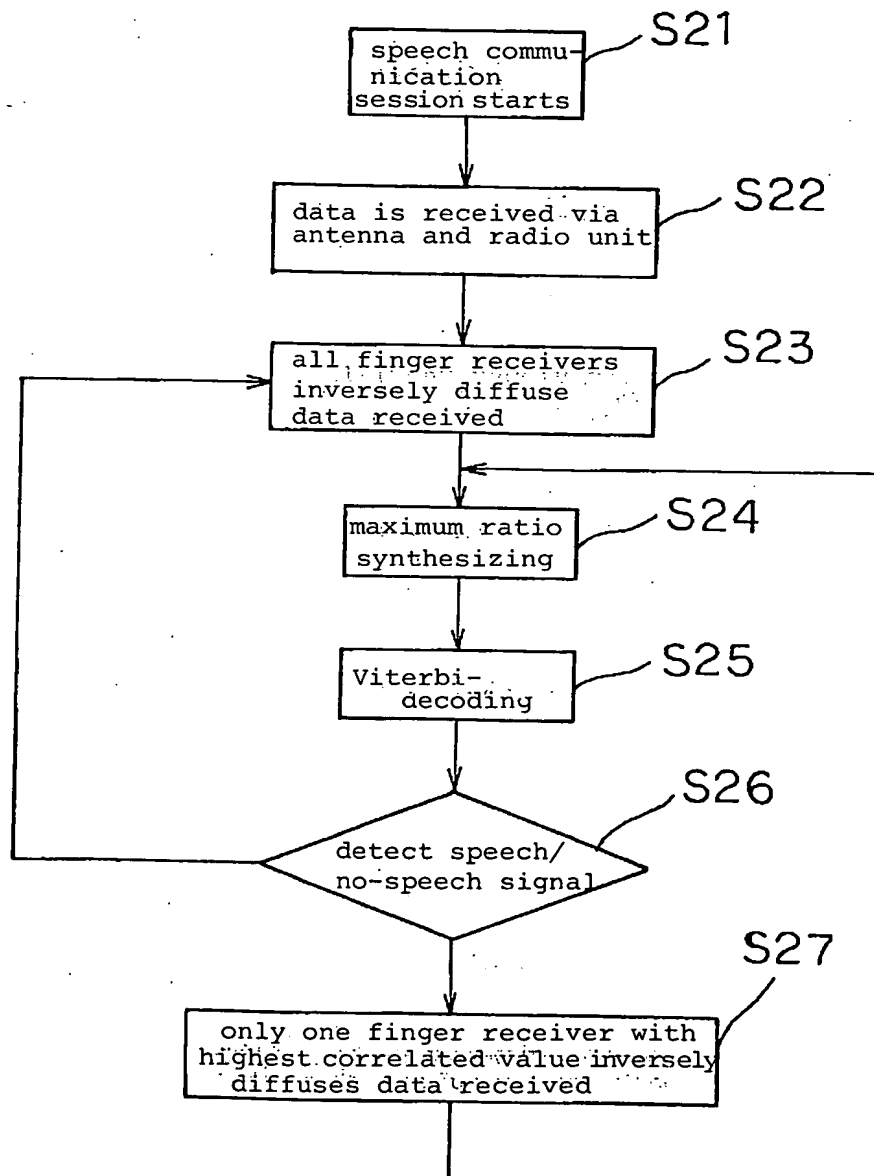 S21
speech commu-
nication
session starts
S22
data is received via
antenna and radio unit
S23
all finger receivers
inversely diffuse
data received
S24
maximum ratio
synthesizing
S25
Viterbi-
decoding
S26
detect speech/
no-speech signal
S27
only one finger receiver with
highest correlated value inversely
diffuses data received